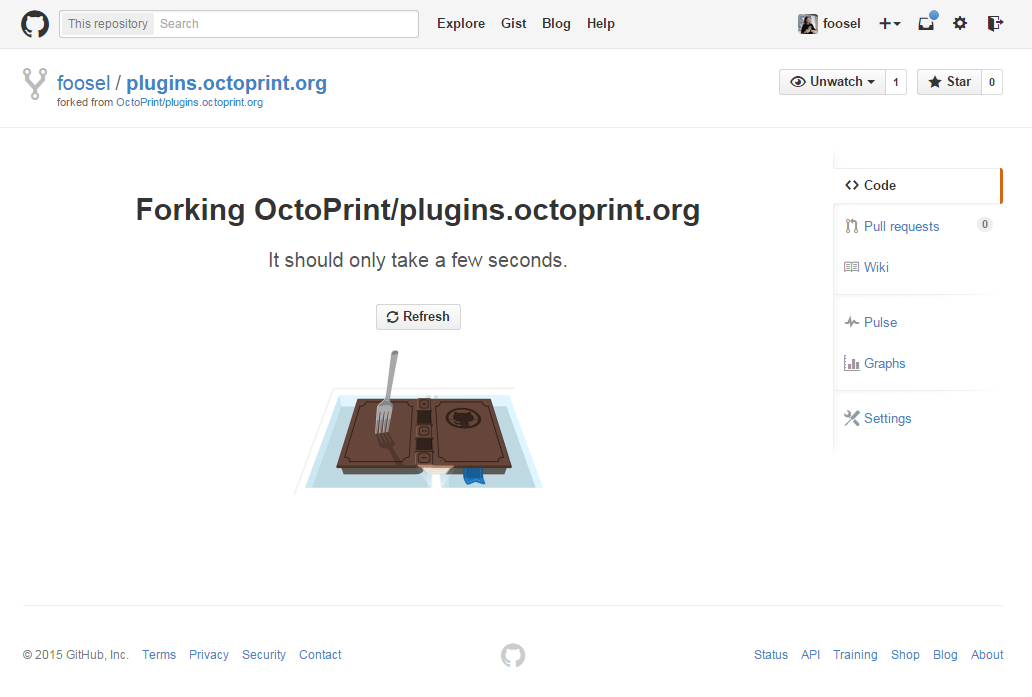 This repository Search Explore Gist Blog Help foosel
foosel / plugins.octoprint.org Unwatch 1 Star 0
forked from OctoPrint/plugins.octoprint.org
Code
Forking OctoPrint/plugins.octoprint.org
Pull requests 0
It should only take a few seconds.
Wiki
Refresh
Pulse
Graphs
Settings
© 2015 GitHub, Inc. Terms Privacy Security Contact Status API Training Shop Blog About